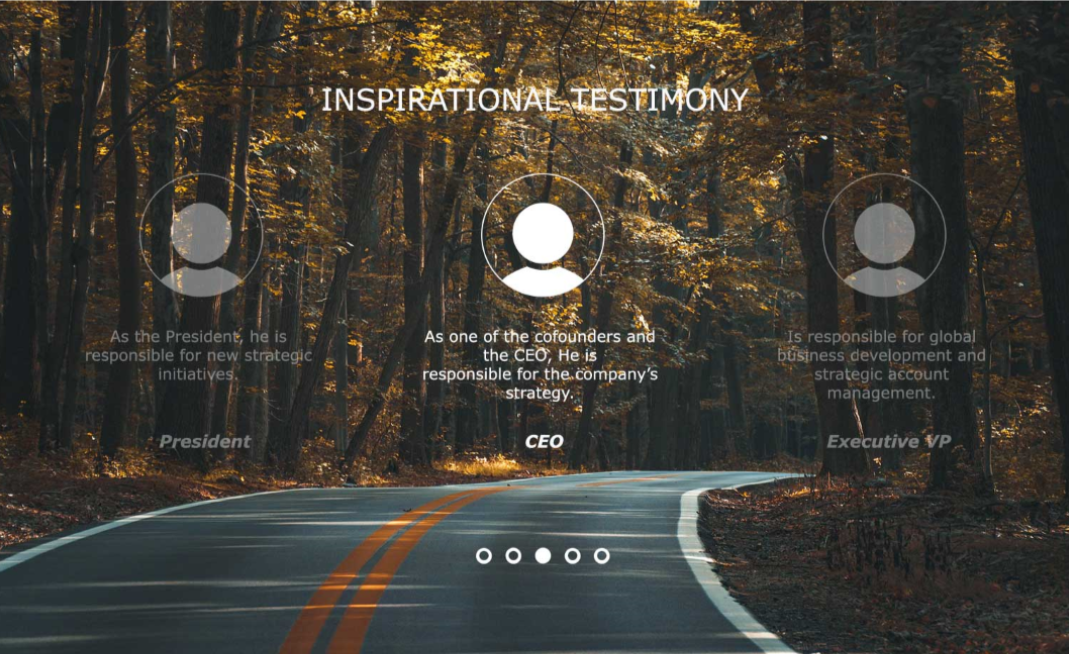 INSPIRATIONAL TESTIMONY
As the President, he is
responsible for new strategic
initiatives.
President
As one of the cofounders and
the CEO, He is
responsible for the company’s
strategy.
CEO
Is responsible for global
business development and
strategic account
management.
Executive VP